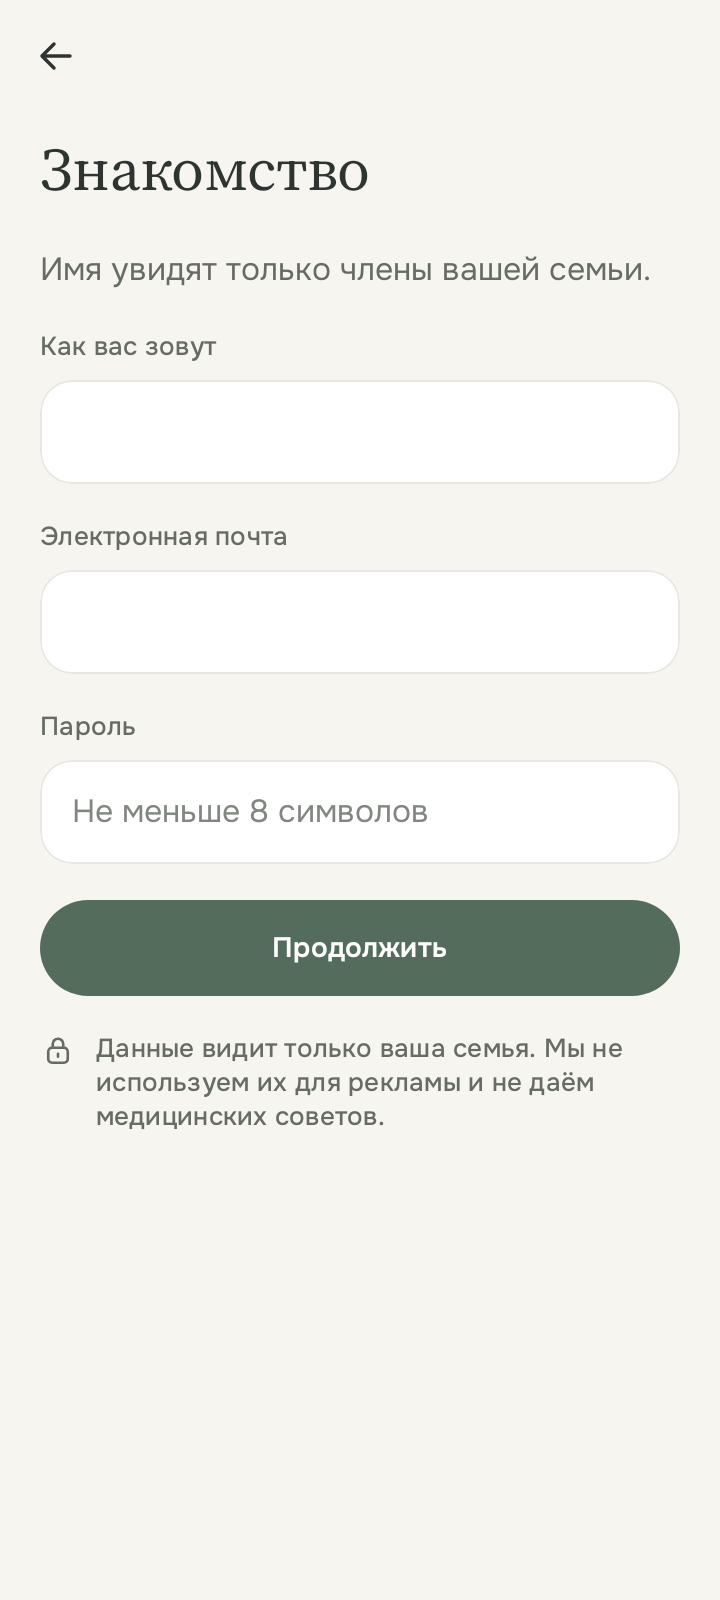 Знакомство
Имя увидят только члены вашей семьи.
Как вас зовут
Электронная почта
Пароль
Не меньше 8 символов
Продолжить
Данные видит только ваша семья. Мы не
используем их для рекламы и не даём
медицинских советов.